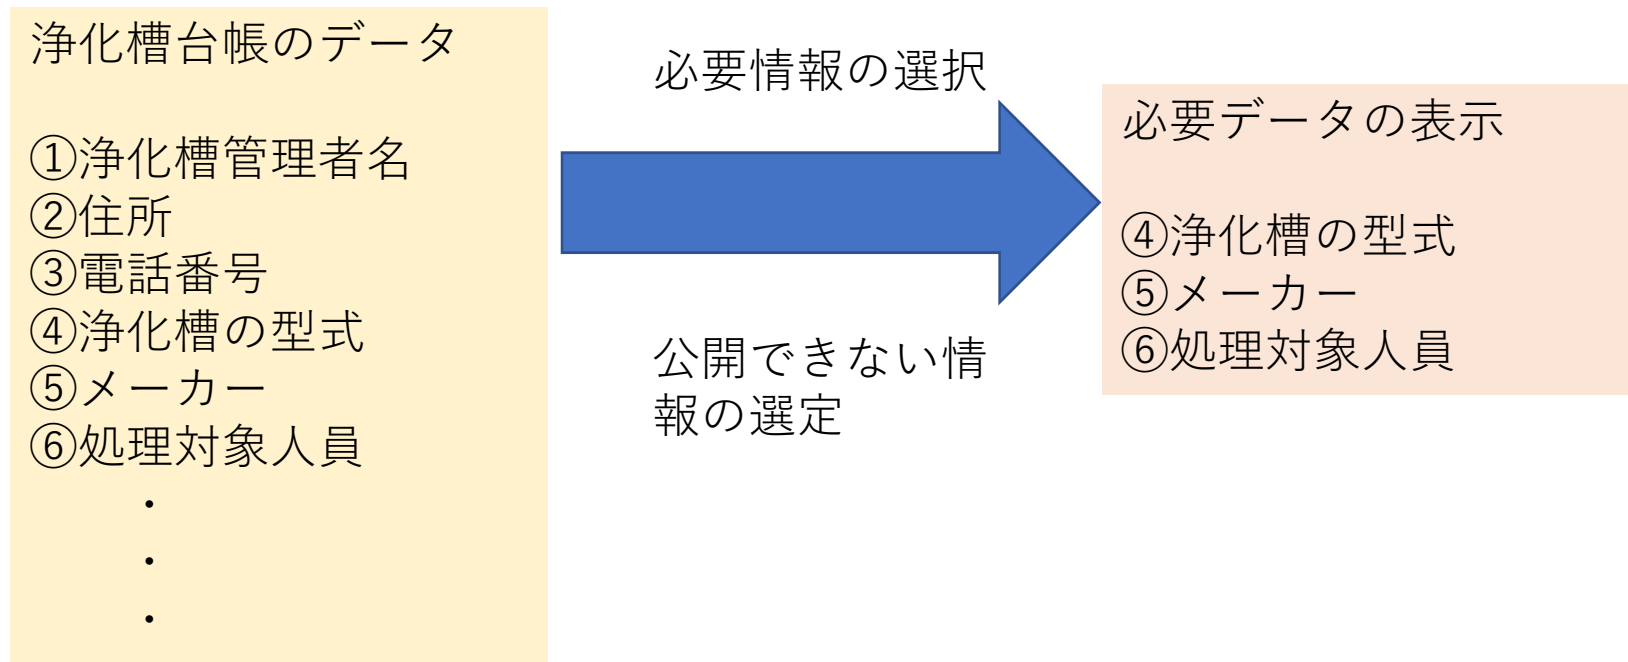 浄化槽台帳のデータ
①浄化槽管理者名
②住所
③電話番号
④浄化槽の型式
⑤メーカー
⑥処理対象人員
・
・
・
必要情報の選択
公開できない情
報の選定
必要データの表示
④浄化槽の型式
⑤メーカー
⑥処理対象人員